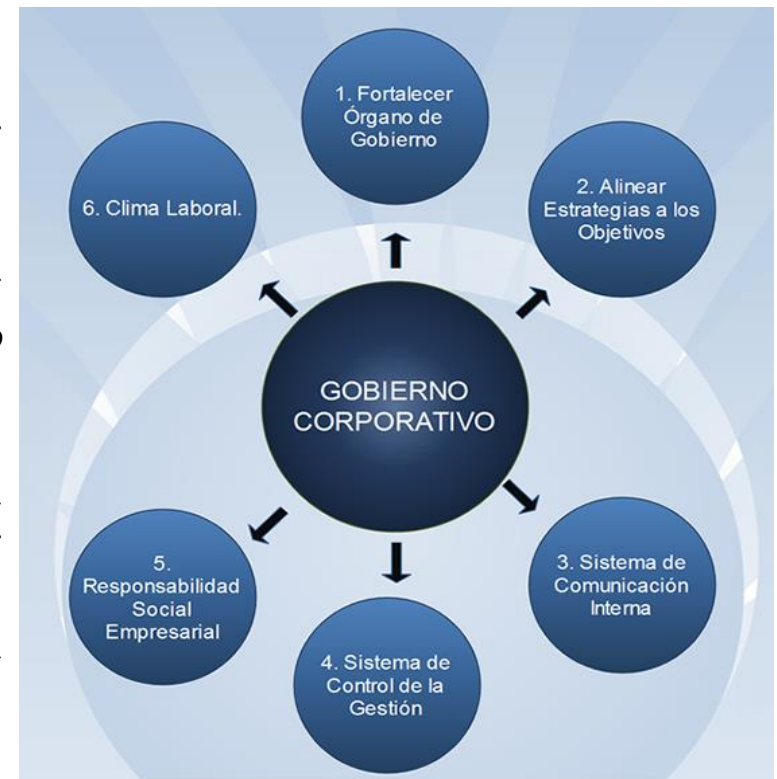 1. Fortalecer
Órgano de
Gobierno
2. Alinear
Estrategias a los
Objetivos
6. Clima Laboral.
GOBIERNO
CORPORATIVO
3. Sistema de
Comunicación
Interna
5.
Responsabilidad
Social
Empresarial
4. Sistema de
Control de la
Gestión